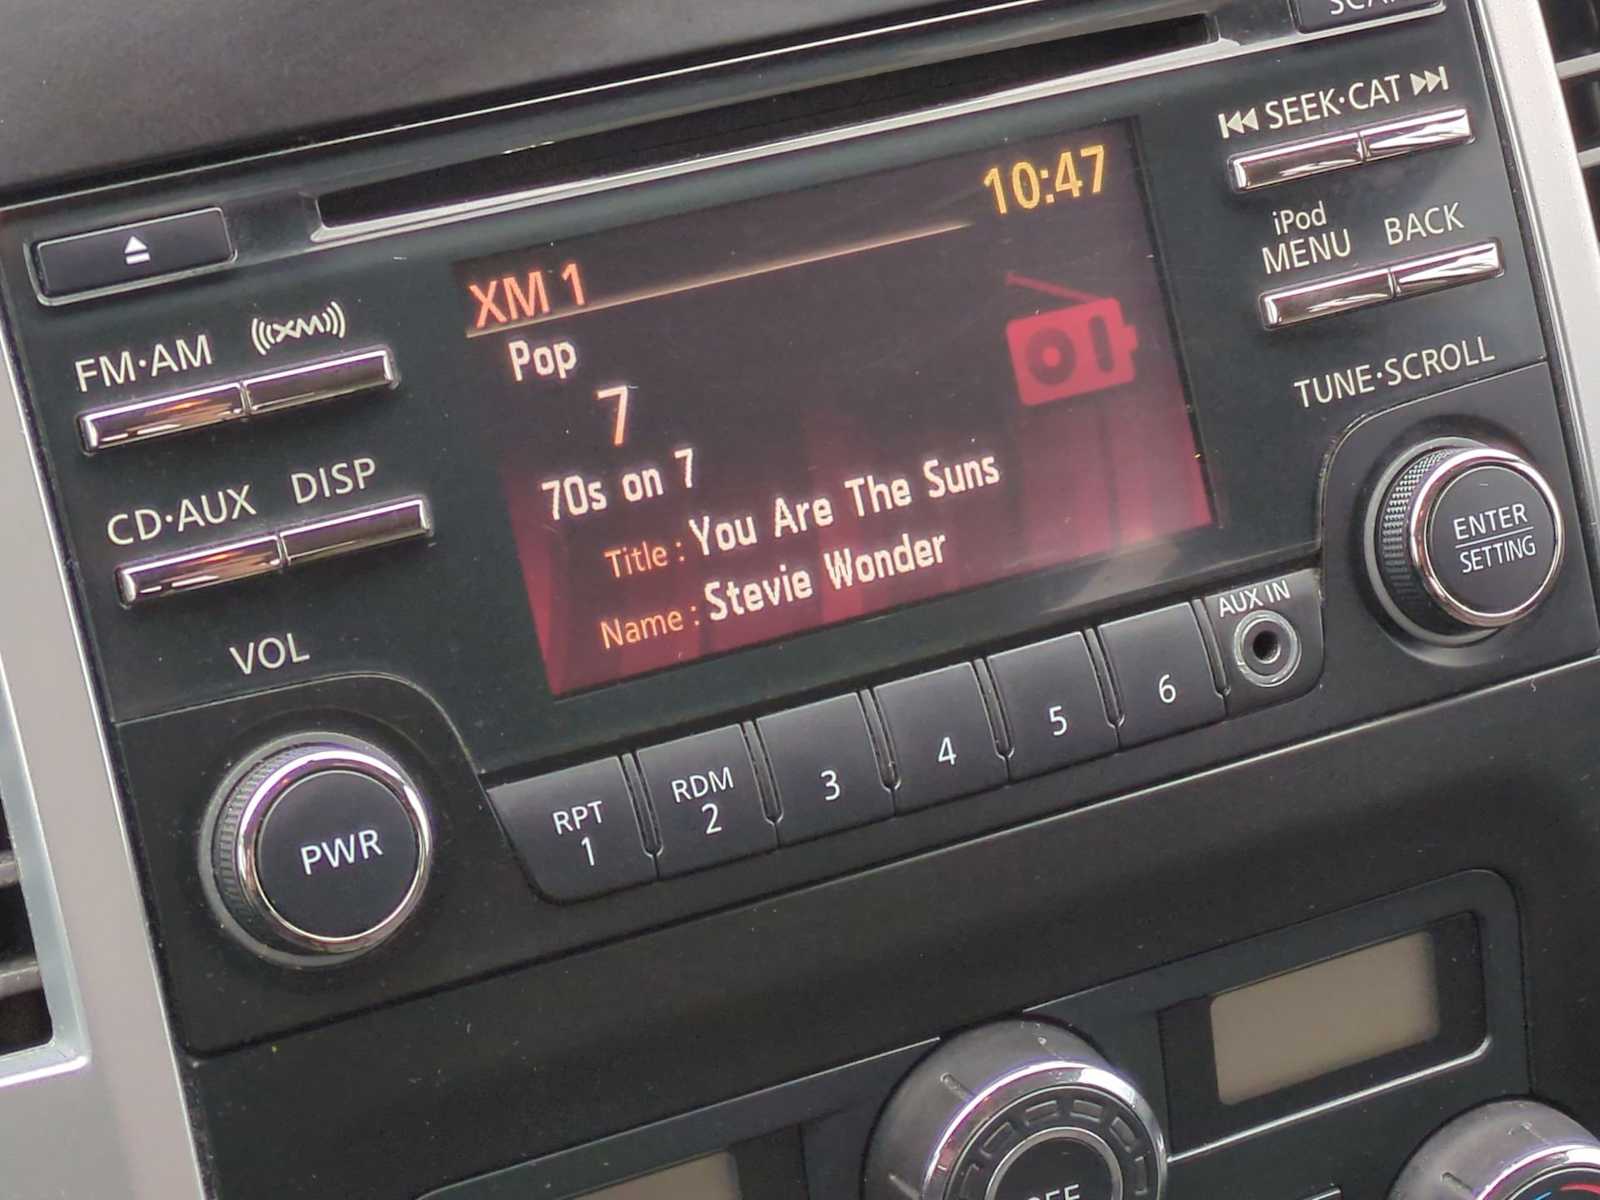 SEEK·CAT
10:47
iPod
MENU BACK
XM 1
FM·AM ((XM))
Pop
TUNE·SCROLL
7
70s on 7
CD·AUX DISP
Title : You Are The Suns
ENTER
SETTING
Name : Stevie Wonder
AUX IN
VOL
PWR
RPT
1
RDM
2
3
4
5
6